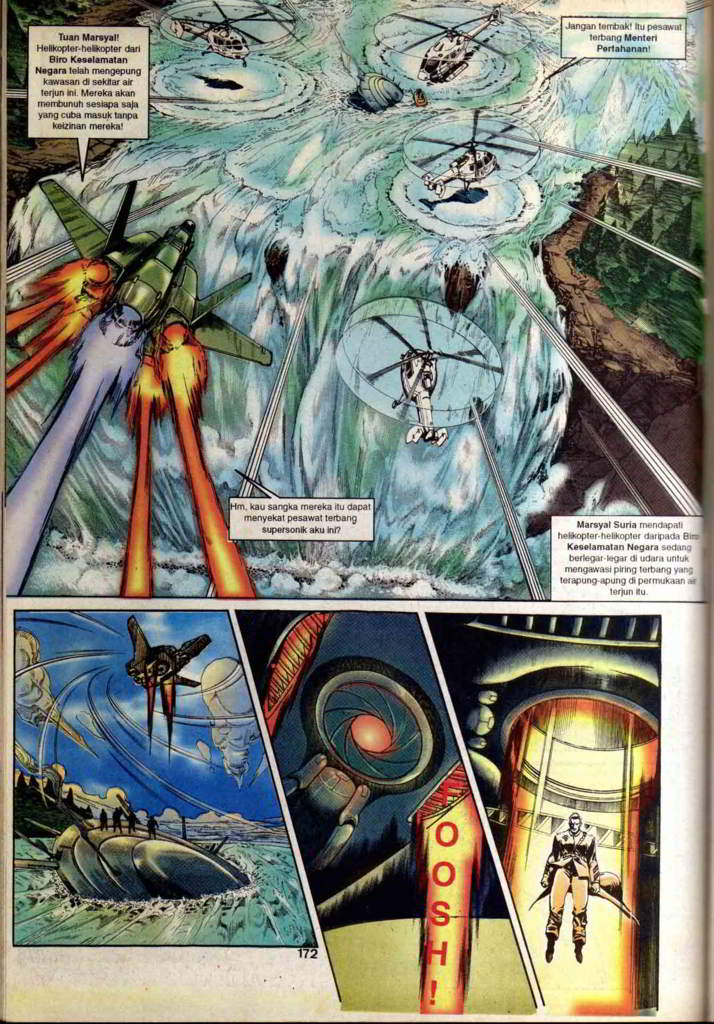 Tuan Marsyal!
Helikopter-helikopter dari
Biro Keselamatan
Negara telah mengepung
kawasan di sekitar air
terjun ini. Mereka akan
membunuh sesiapa saja
yang cuba masuk tanpa
keizinan mereka!
Jangan tembak! Itu pesawat
terbang Menteri
Pertahanan!
Hm, kau sangka mereka itu dapat
menyekat pesawat terbang
supersonik aku ini?
Marsyal Suria mendapati
helikopter-helikopter daripada Biro
Keselamatan Negara sedang
berlegar-legar di udara untuk
mengawasi piring terbang yang
terapung-apung di permukaan air
terjun itu.
FOOSH!
172